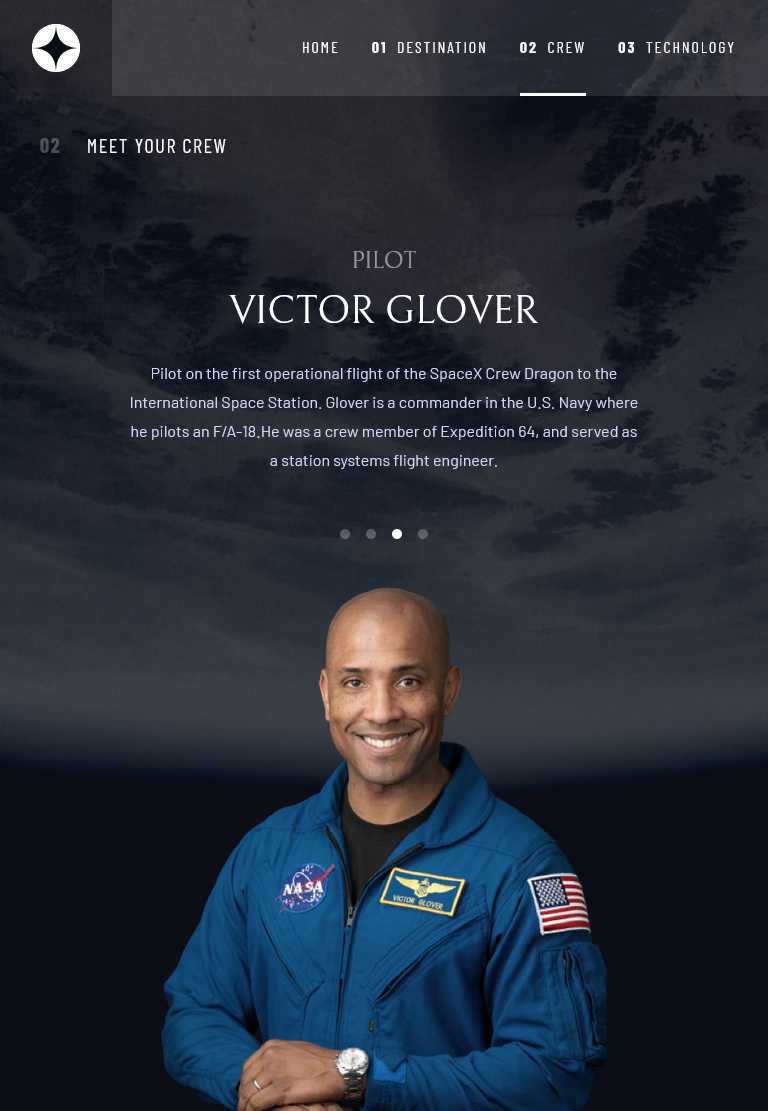 HOME 01 DESTINATION 02 CREW 03 TECHNOLOGY
02 MEET YOUR CREW
PILOT
VICTOR GLOVER
Pilot on the first operational flight of the SpaceX Crew Dragon to the
International Space Station. Glover is a commander in the U.S. Navy where
he pilots an F/A-18.He was a crew member of Expedition 64, and served as
a station systems flight engineer.
NASA
VICTOR GLOVER